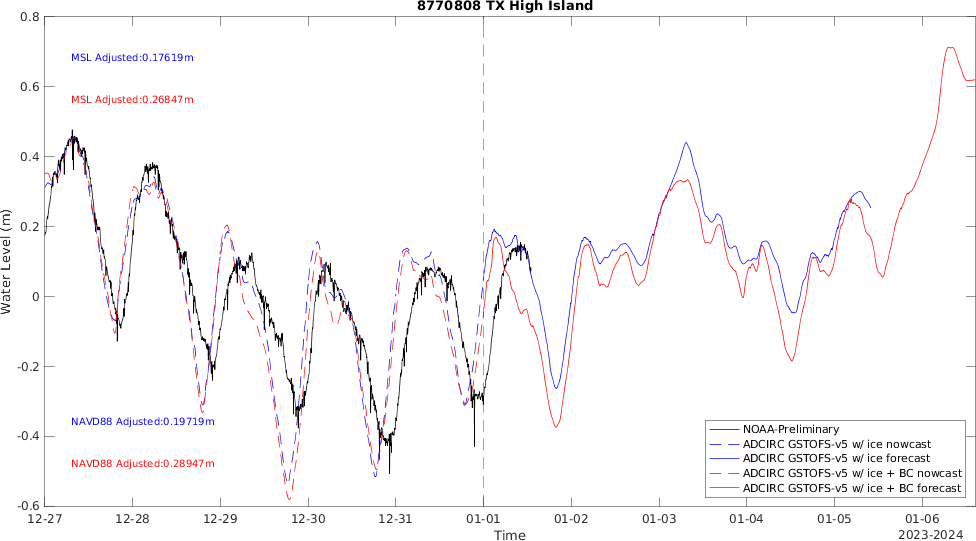 8770808 TX High Island
0.8
0.6
0.4
0.2
0
-0.2
-0.4
-0.6
Water Level (m)
MSL Adjusted:0.17619m
MSL Adjusted:0.26847m
NAVD88 Adjusted:0.19719m
NAVD88 Adjusted:0.28947m
NOAA-Preliminary
ADCIRC GSTOFS-v5 w/ ice nowcast
ADCIRC GSTOFS-v5 w/ ice forecast
ADCIRC GSTOFS-v5 w/ ice + BC nowcast
ADCIRC GSTOFS-v5 w/ ice + BC forecast
12-27 12-28 12-29 12-30 12-31 01-01 01-02 01-03 01-04 01-05 01-06
Time
2023-2024